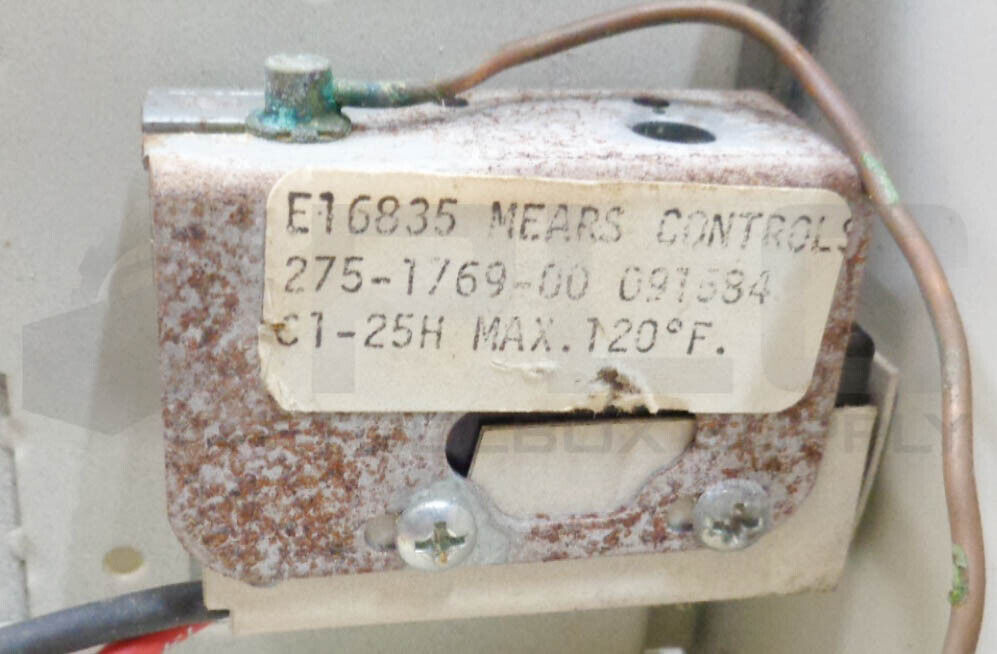 E16835 MEARS CONTROLS
275-1769-00 091584
C1-25H MAX.120°F.